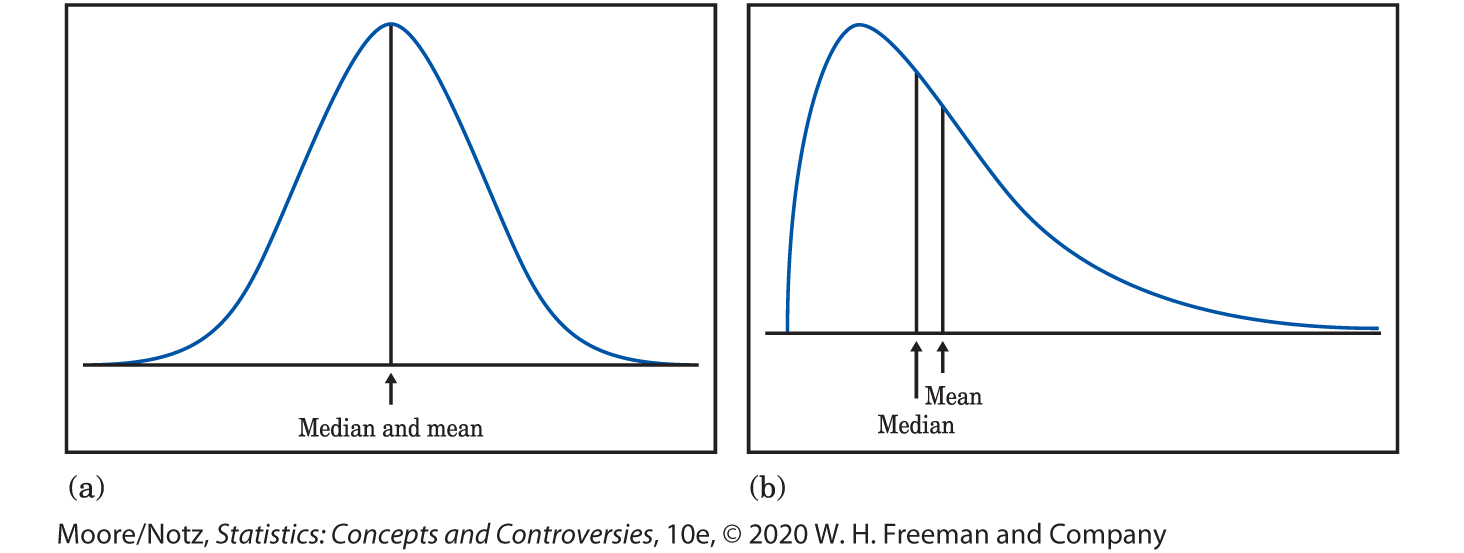 Median and mean
Mean
Median
(a)
(b)
Moore/Notz, Statistics: Concepts and Controversies, 10e, © 2020 W. H. Freeman and Company